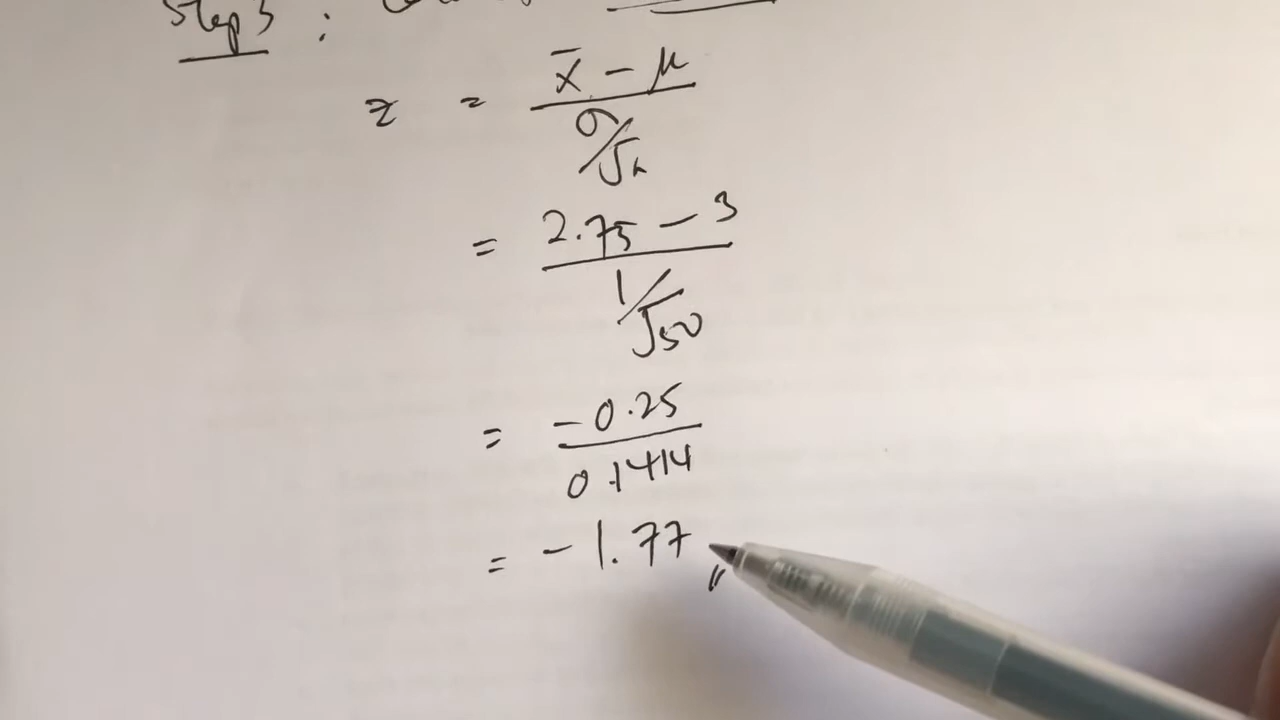 Step 3 :
z = x̄ - μ / σ/√n
= 2.75 - 3 / 1/√50
= -0.25 / 0.1414
= -1.77 〃